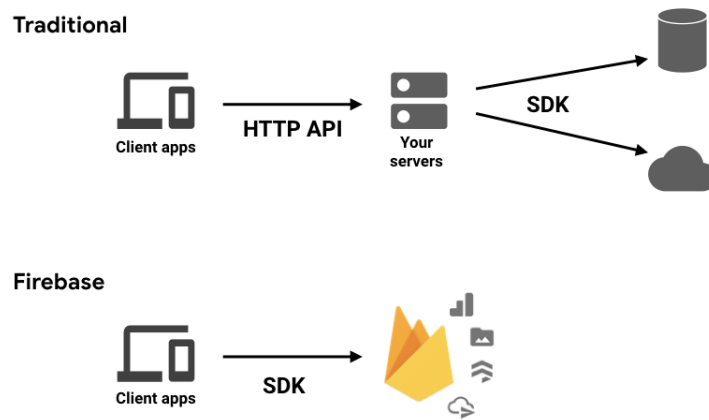 Traditional
Client apps
HTTP API
Your
servers
SDK
Firebase
Client apps
SDK